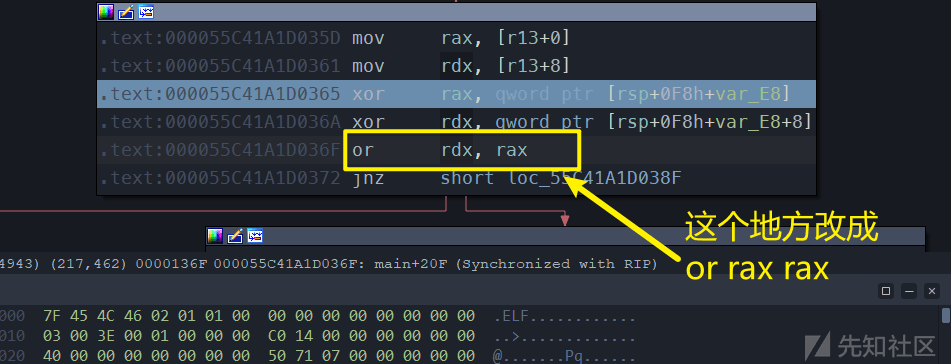 .text:000055C41A1D035D mov rax, [r13+0]
.text:000055C41A1D0361 mov rdx, [r13+8]
.text:000055C41A1D0365 xor rax, qword ptr [rsp+0F8h+var_E8]
.text:000055C41A1D036A xor rdx, qword ptr [rsp+0F8h+var_E8+8]
.text:000055C41A1D036F or rdx, rax
.text:000055C41A1D0372 jnz short loc_55C41A1D038F
这个地方改成
or rax rax
4943) (217,462) 0000136F 000055C41A1D036F: main+20F (Synchronized with RIP)
000 7F 45 4C 46 02 01 01 00 00 00 00 00 00 00 00 00 .ELF............
010 03 00 3E 00 01 00 00 00 C0 14 00 00 00 00 00 00 ..>.............
020 40 00 00 00 00 00 00 00 50 71 07 00 00 00 00 00 @.......Pq......
先知社区